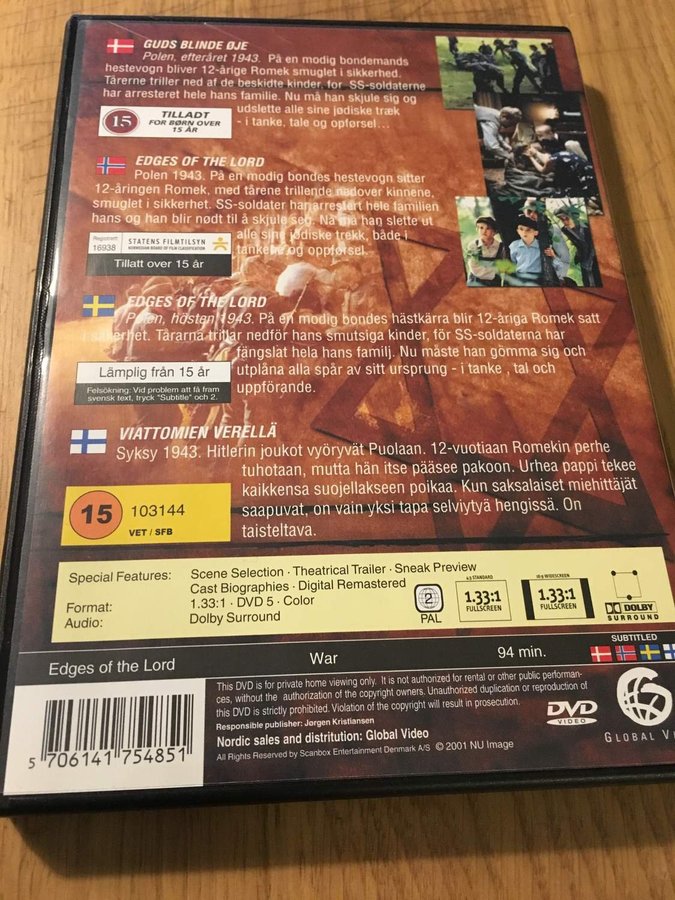 GUDS BLINDE ØJE
Polen, efteråret 1943. På en modig bondemands
hestevogn bliver 12-årige Romek smuglet i sikkerhed.
Tårerne triller ned af de beskidte kinder, for SS-soldaterne
har arresteret hele hans familie. Nu må han skjule sig og
udslette alle sine jødiske træk
- i tanke, tale og opførsel...
15
TILLADT
FOR BØRN OVER
15 ÅR
EDGES OF THE LORD
Polen 1943. På en modig bondes hestevogn sitter
12-åringen Romek, med tårene trillende nedover kinnene,
smuglet i sikkerhet. SS-soldater har arrestert hele familien
hans og han blir nødt til å skjule seg. Nå må han slette ut
alle sine jødiske trekk, både i
tankene og oppførsel
Registrert
16938
STATENS FILMTILSYN
NORWEGIAN BOARD OF FILM CLASSIFICATION
Tillatt over 15 år
EDGES OF THE LORD
Polen, hösten 1943. På en modig bondes hästkärra blir 12-åriga Romek satt
i säkerhet. Tårarna trillar nedför hans smutsiga kinder, för SS-soldaterna har
fängslat hela hans familj. Nu måste han gömma sig och
utplåna alla spår av sitt ursprung - i tanke , tal och
uppförande.
Lämplig från 15 år
Felsökning: Vid problem att få fram
svensk text, tryck "Subtitle" och 2.
VIATTOMIEN VERELLÄ
Syksy 1943. Hitlerin joukot vyöryvät Puolaan. 12-vuotiaan Romekin perhe
tuhotaan, mutta hän itse pääsee pakoon. Urhea pappi tekee
kaikkensa suojellakseen poikaa. Kun saksalaiset miehittäjät
saapuvat, on vain yksi tapa selviytyä hengissä. On
taisteltava.
15
103144
VET / SFB
Special Features: Scene Selection · Theatrical Trailer · Sneak Preview
Cast Biographies · Digital Remastered
Format: 1.33:1 · DVD 5 · Color
Audio: Dolby Surround
2
PAL
4:3 STANDARD
1.33:1
FULLSCREEN
16:9 WIDESCREEN
1.33:1
FULLSCREEN
DOLBY
SURROUND
Edges of the Lord
War
94 min.
SUBTITLED
This DVD is for private home viewing only. It is not authorized for rental or other public performan-
ces, without the authorization of the copyright owners. Unauthorized duplication or reproduction of
this DVD is strictly prohibited. Violation of the copyright will result in prosecution.
Responsible publisher: Jørgen Kristiansen
Nordic sales and distribution: Global Video
All Rights Reserved by Scanbox Entertainment Denmark A/S © 2001 NU Image
DVD
VIDEO
GLOBAL
5 706141 754851